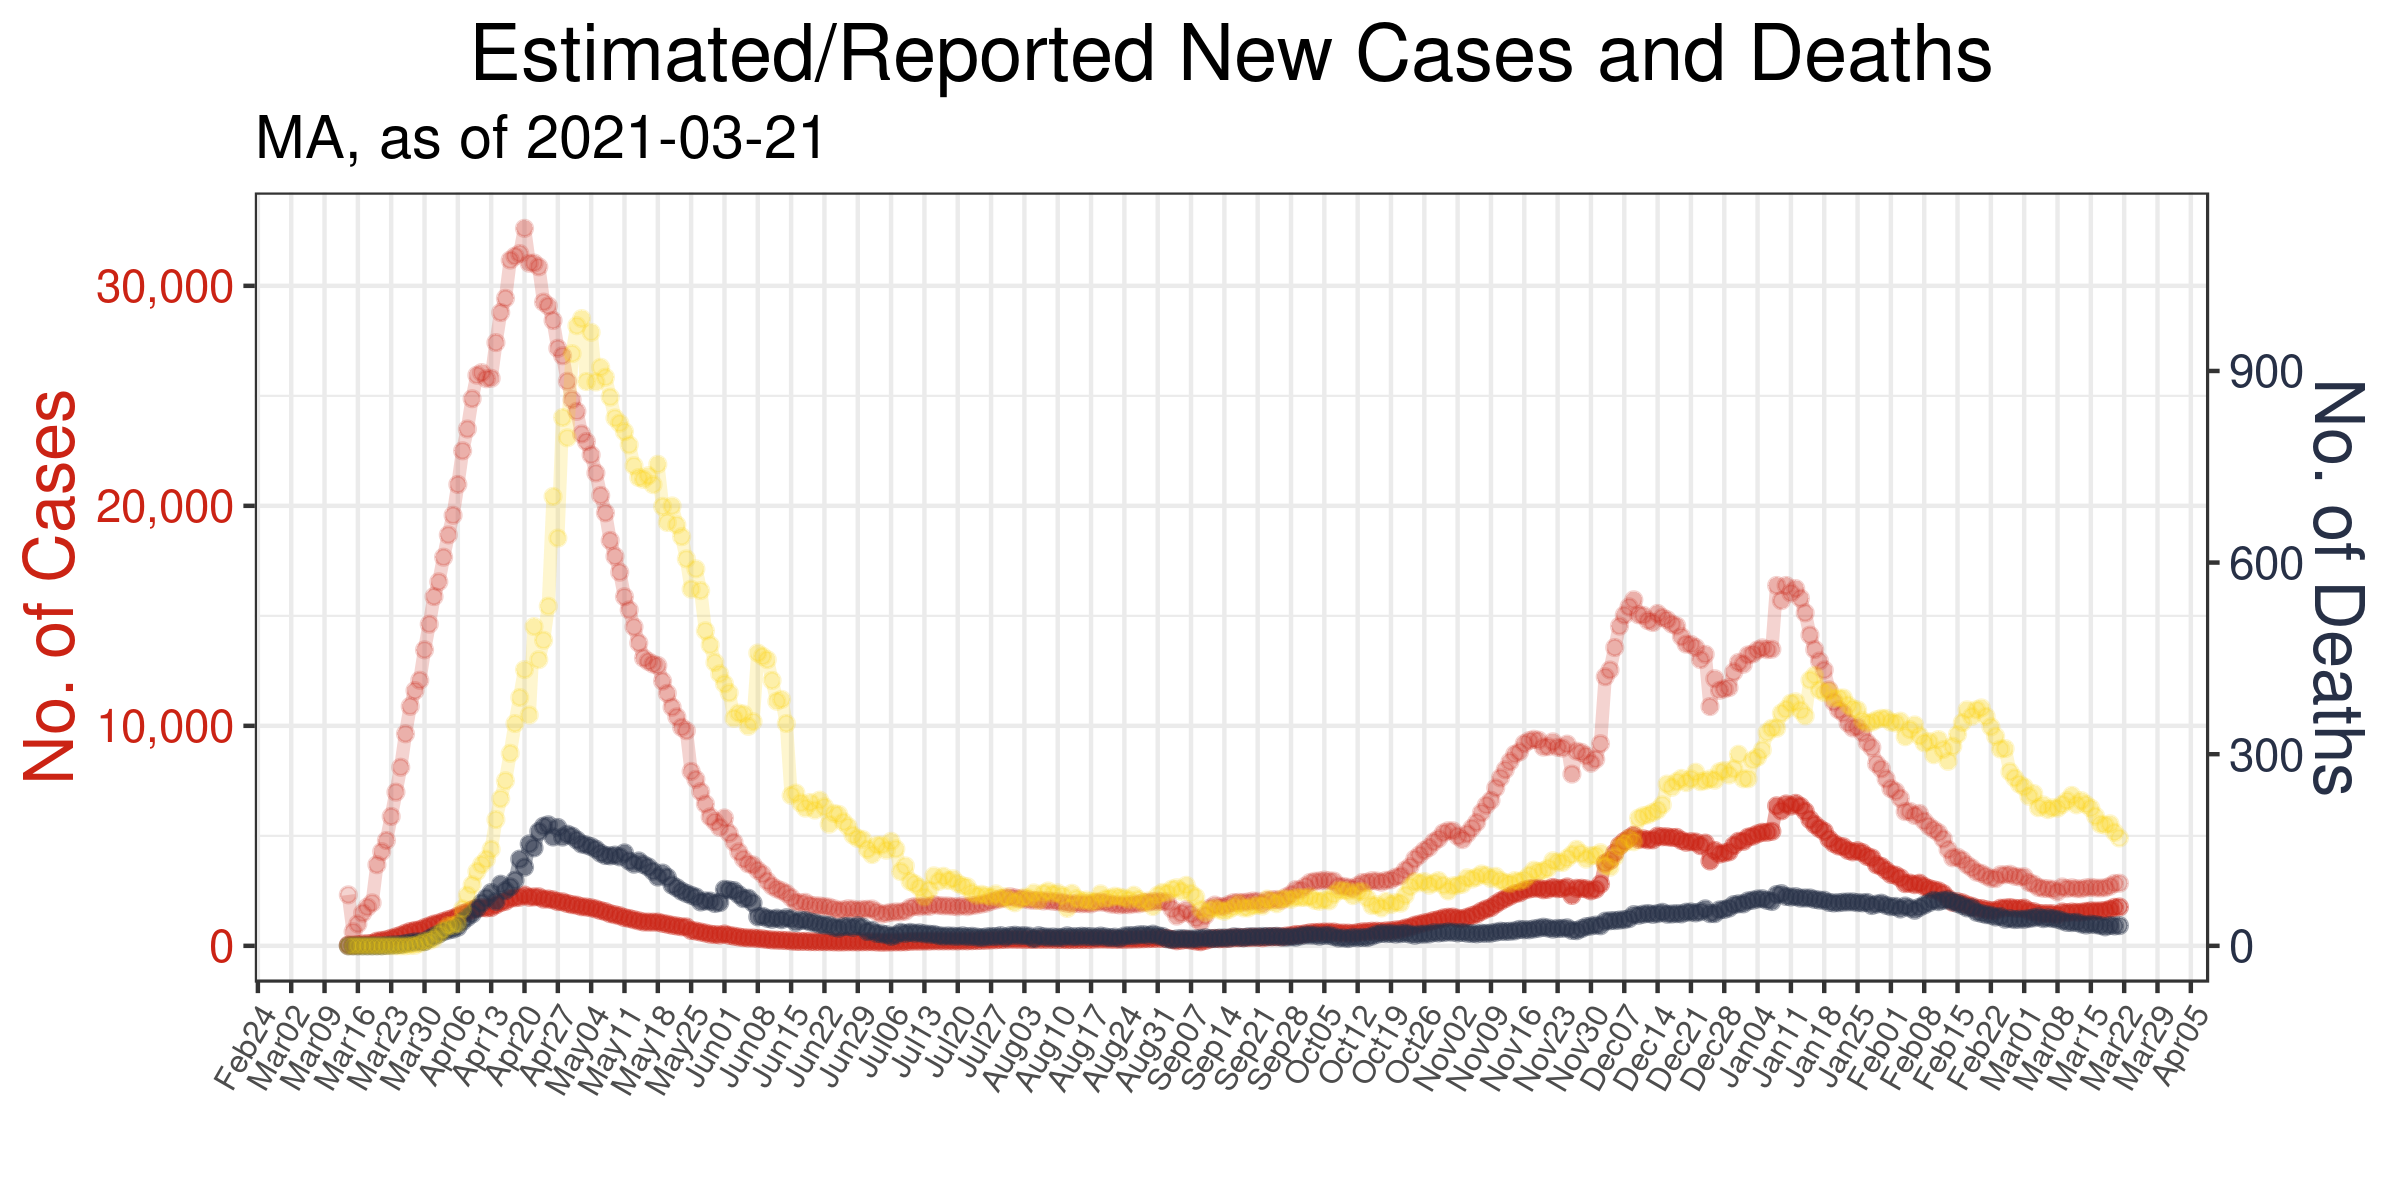 Estimated/Reported New Cases and Deaths
MA, as of 2021-03-21
No. of Cases
30,000
20,000
10,000
0
No. of Deaths
900
600
300
0
Feb24
Mar02
Mar09
Mar16
Mar23
Mar30
Apr06
Apr13
Apr20
Apr27
May04
May11
May18
May25
Jun01
Jun08
Jun15
Jun22
Jun29
Jul06
Jul13
Jul20
Jul27
Aug03
Aug10
Aug17
Aug24
Aug31
Sep07
Sep14
Sep21
Sep28
Oct05
Oct12
Oct19
Oct26
Nov02
Nov09
Nov16
Nov23
Nov30
Dec07
Dec14
Dec21
Dec28
Jan04
Jan11
Jan18
Jan25
Feb01
Feb08
Feb15
Feb22
Mar01
Mar08
Mar15
Mar22
Mar29
Apr05